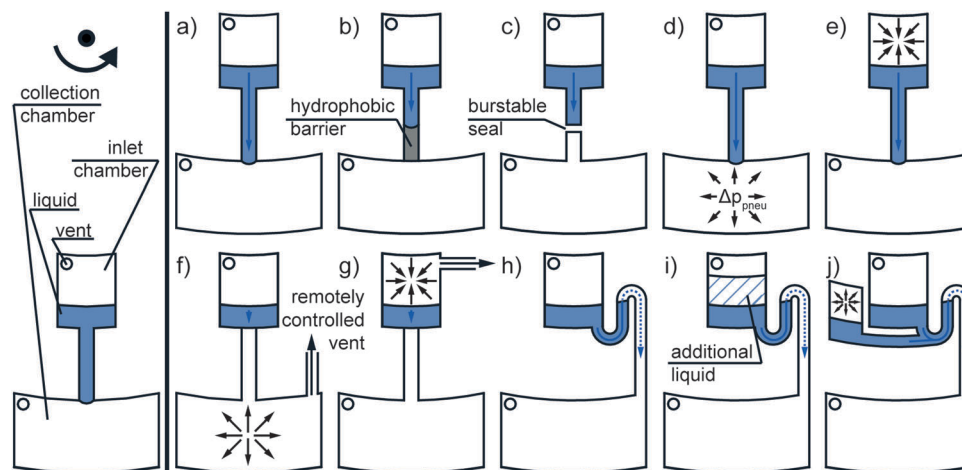 collection
chamber
inlet
chamber
liquid
vent
a)
b)
c)
d)
e)
hydrophobic
barrier
burstable
seal
Δp pneu
f)
g)
h)
i)
j)
remotely
controlled
vent
additional
liquid